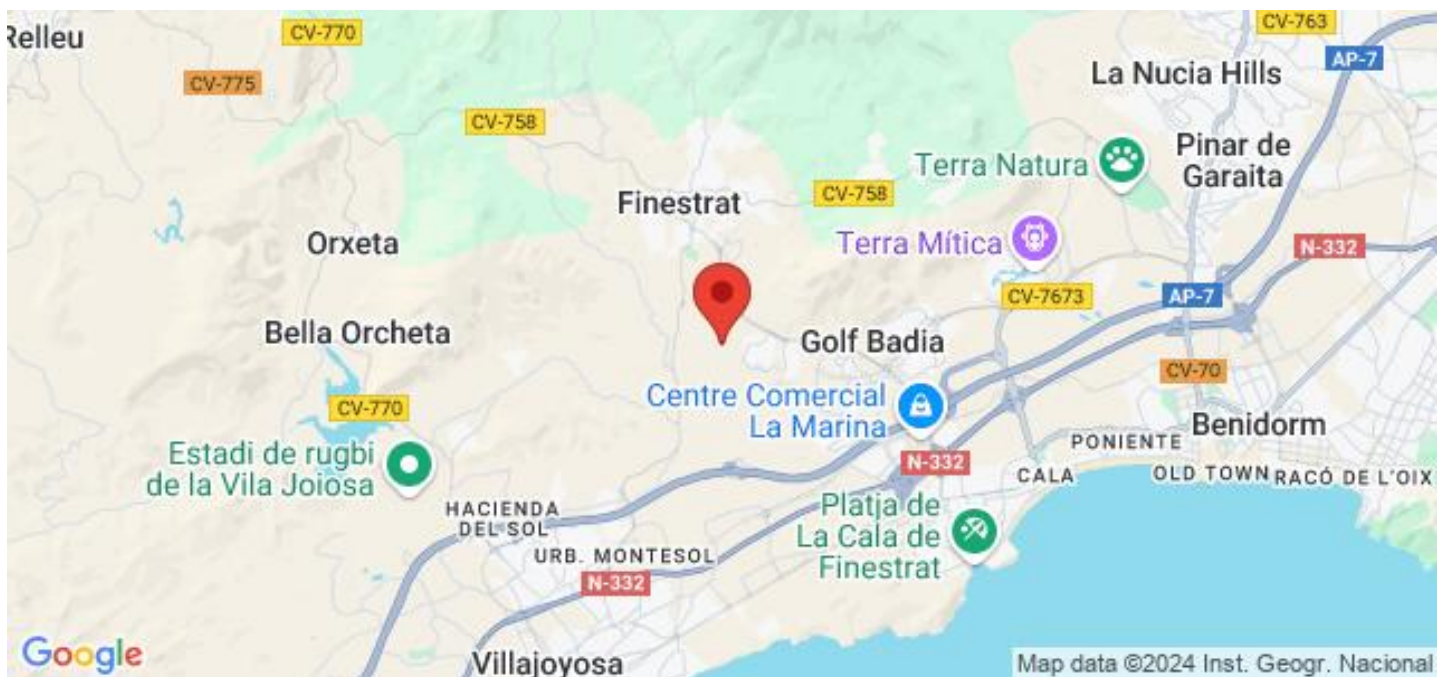 Relleu
CV-770
CV-763
AP-7
CV-775
La Nucia Hills
CV-758
Terra Natura
Pinar de
Garaita
Finestrat
CV-758
Orxeta
Terra Mítica
N-332
CV-7673
AP-7
Bella Orcheta
Golf Badia
CV-70
Centre Comercial
La Marina
CV-770
Benidorm
PONIENTE
Estadi de rugbi
de la Vila Joiosa
N-332
CALA
OLD TOWN
RACÓ DE L'OIX
HACIENDA
DEL SOL
Platja de
La Cala de
Finestrat
URB. MONTESOL
N-332
Google
Villajoyosa
Map data ©2024 Inst. Geogr. Nacional